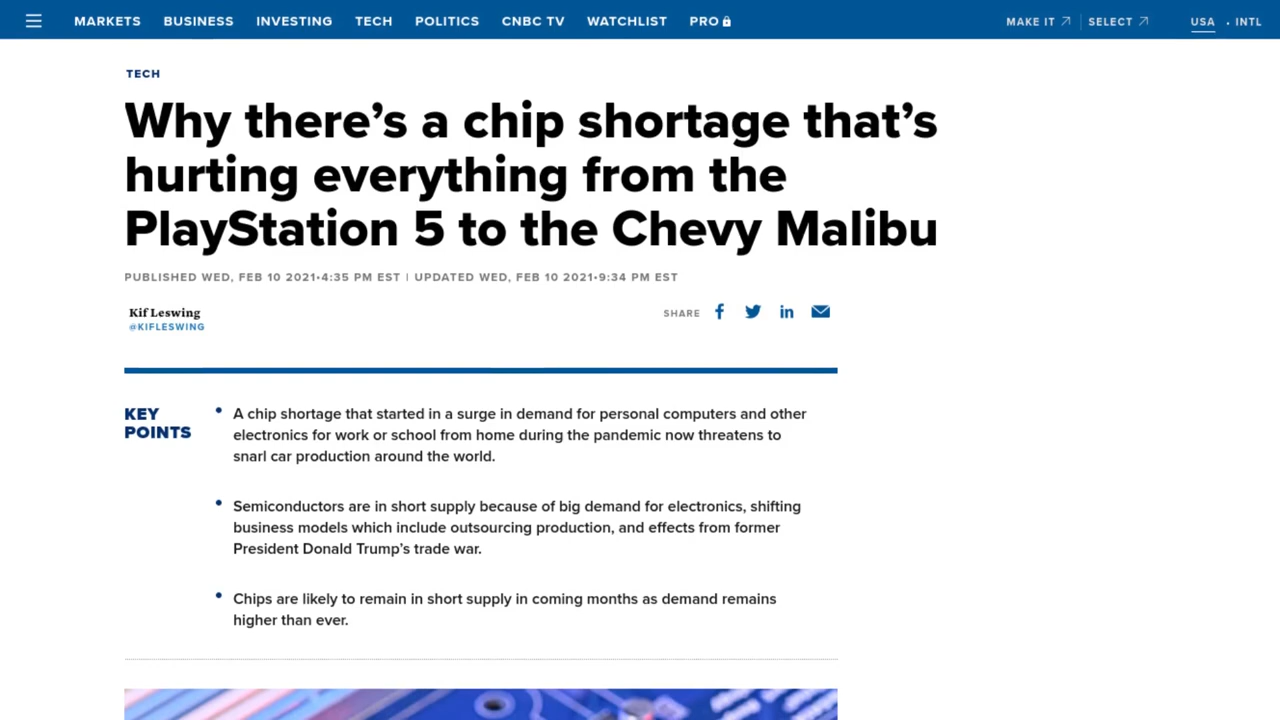 MARKETS BUSINESS INVESTING TECH POLITICS CNBC TV WATCHLIST PRO MAKE IT SELECT USA · INTL
TECH
Why there’s a chip shortage that’s
hurting everything from the
PlayStation 5 to the Chevy Malibu
PUBLISHED WED, FEB 10 2021•4:35 PM EST | UPDATED WED, FEB 10 2021•9:34 PM EST
Kif Leswing
@KIFLESWING
SHARE
KEY
POINTS
• A chip shortage that started in a surge in demand for personal computers and other
electronics for work or school from home during the pandemic now threatens to
snarl car production around the world.
• Semiconductors are in short supply because of big demand for electronics, shifting
business models which include outsourcing production, and effects from former
President Donald Trump’s trade war.
• Chips are likely to remain in short supply in coming months as demand remains
higher than ever.